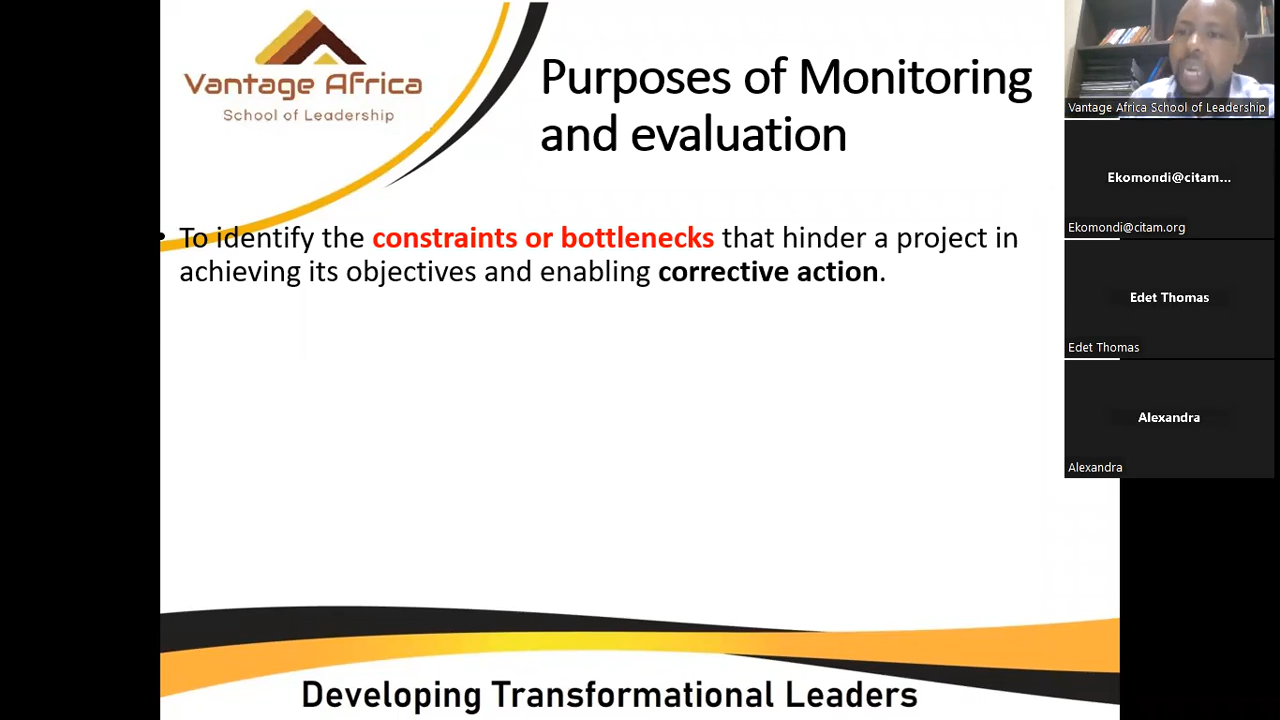 Vantage Africa
School of Leadership
Purposes of Monitoring
and evaluation
• To identify the constraints or bottlenecks that hinder a project in
achieving its objectives and enabling corrective action.
Developing Transformational Leaders
Vantage Africa School of Leadership
Ekomondi@citam...
Ekomondi@citam.org
Edet Thomas
Edet Thomas
Alexandra
Alexandra